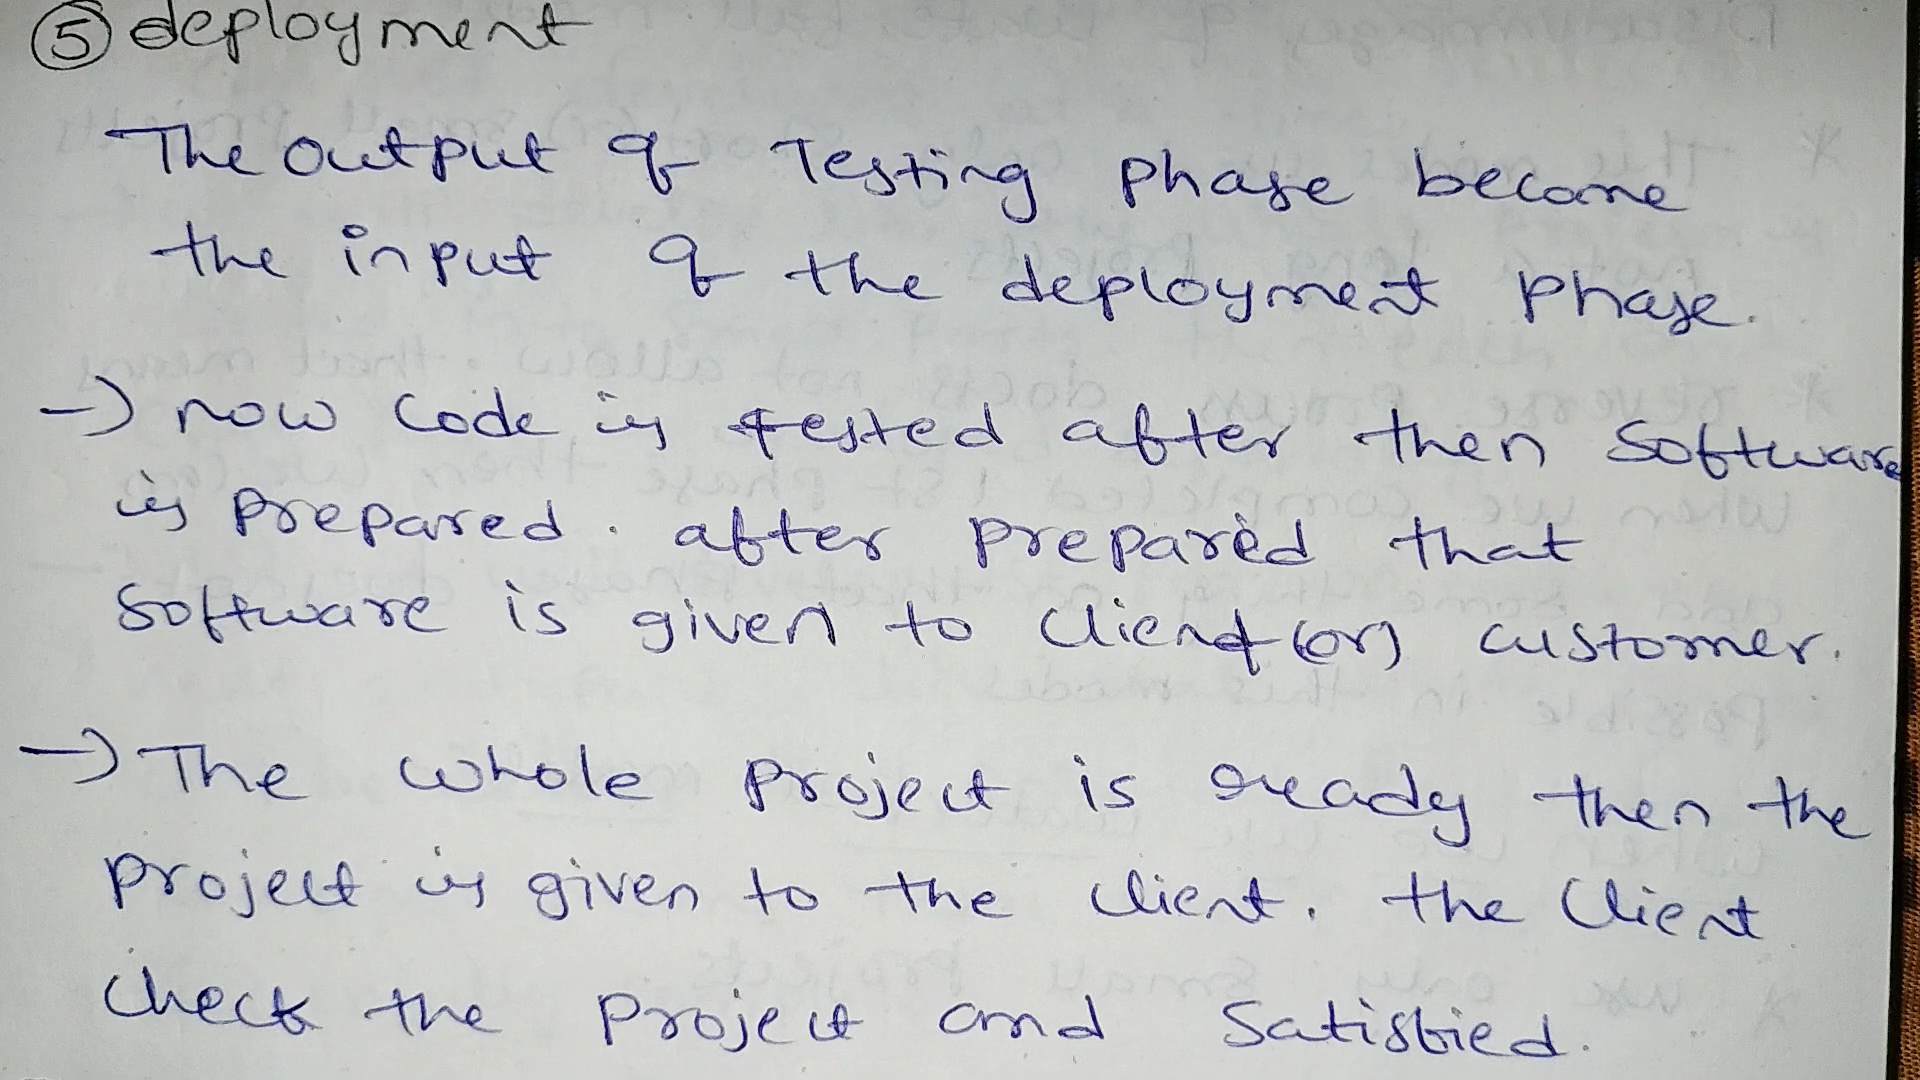 ⑤ deployment
The output of Testing phase become
the input of the deployment phase.
→ now code is tested after then software
is prepared. after prepared that
software is given to client (or) customer.
→ The whole project is ready then the
project is given to the client. the client
check the project and satisfied.